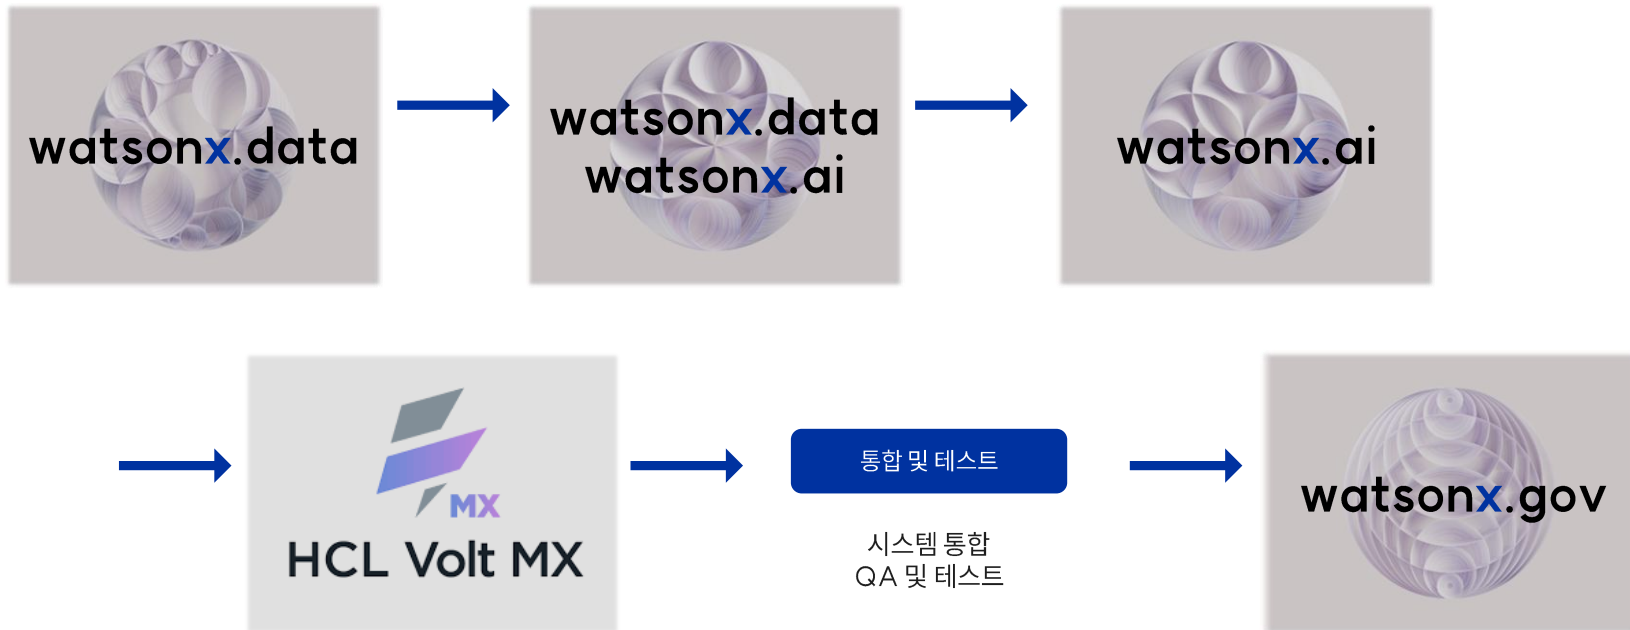 watsonx.data
watsonx.data
watsonx.ai
watsonx.ai
MX
HCL Volt MX
통합 및 테스트
시스템 통합
QA 및 테스트
watsonx.gov